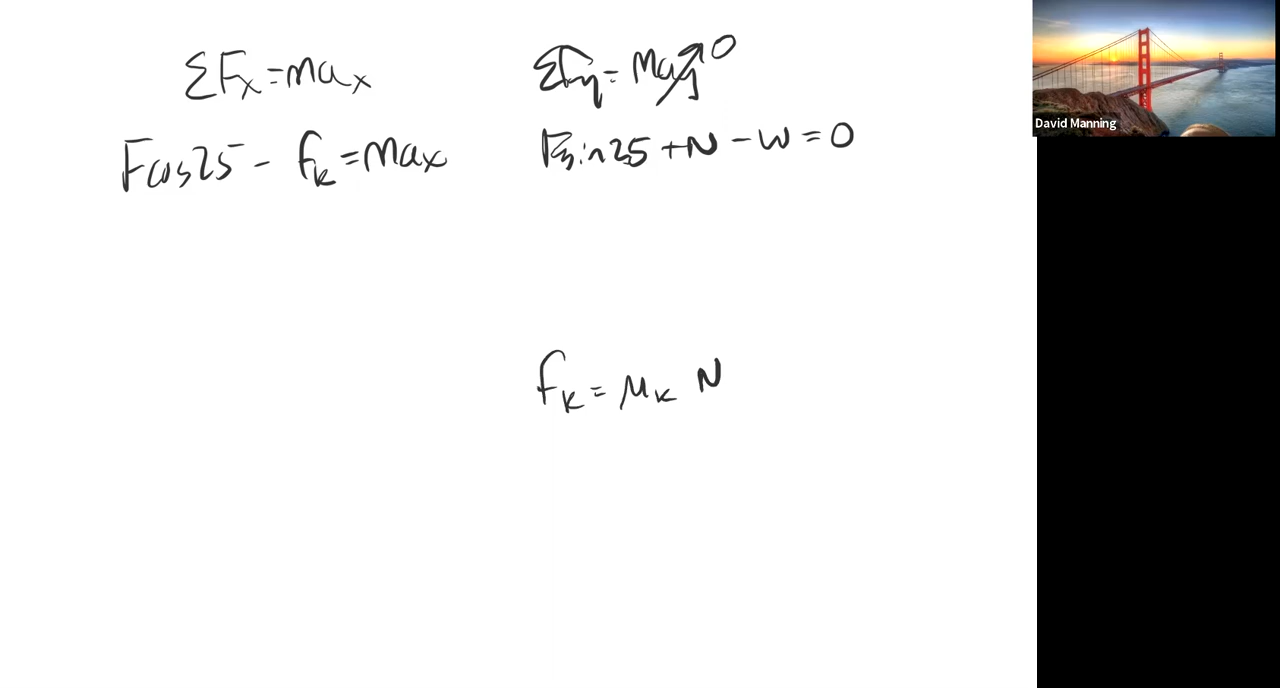 ΣFx = max
ΣFy = May 0
Fcos25 - fk = max
Fsin25 + N - W = 0
fk = μk N
David Manning